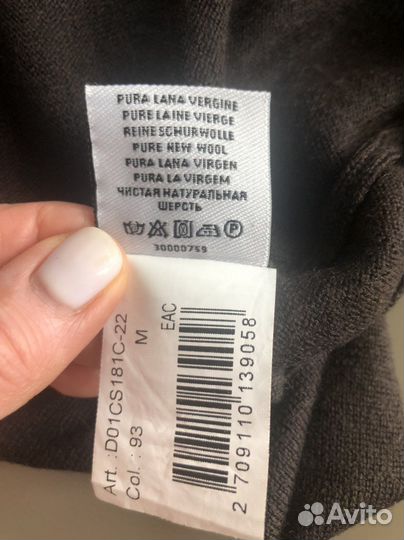 PURA LANA VERGINE
PURE LAINE VIERGE
REINE SCHURWOLLE
PURE NEW WOOL
PURA LANA VIRGEN
PURA LA VIRGEM
ЧИСТАЯ НАТУРАЛЬНАЯ
ШЕРСТЬ
P
30000759
Art. : D01CS181C-22
Col. : 93
M
EAC
2 709110 139058
Avito